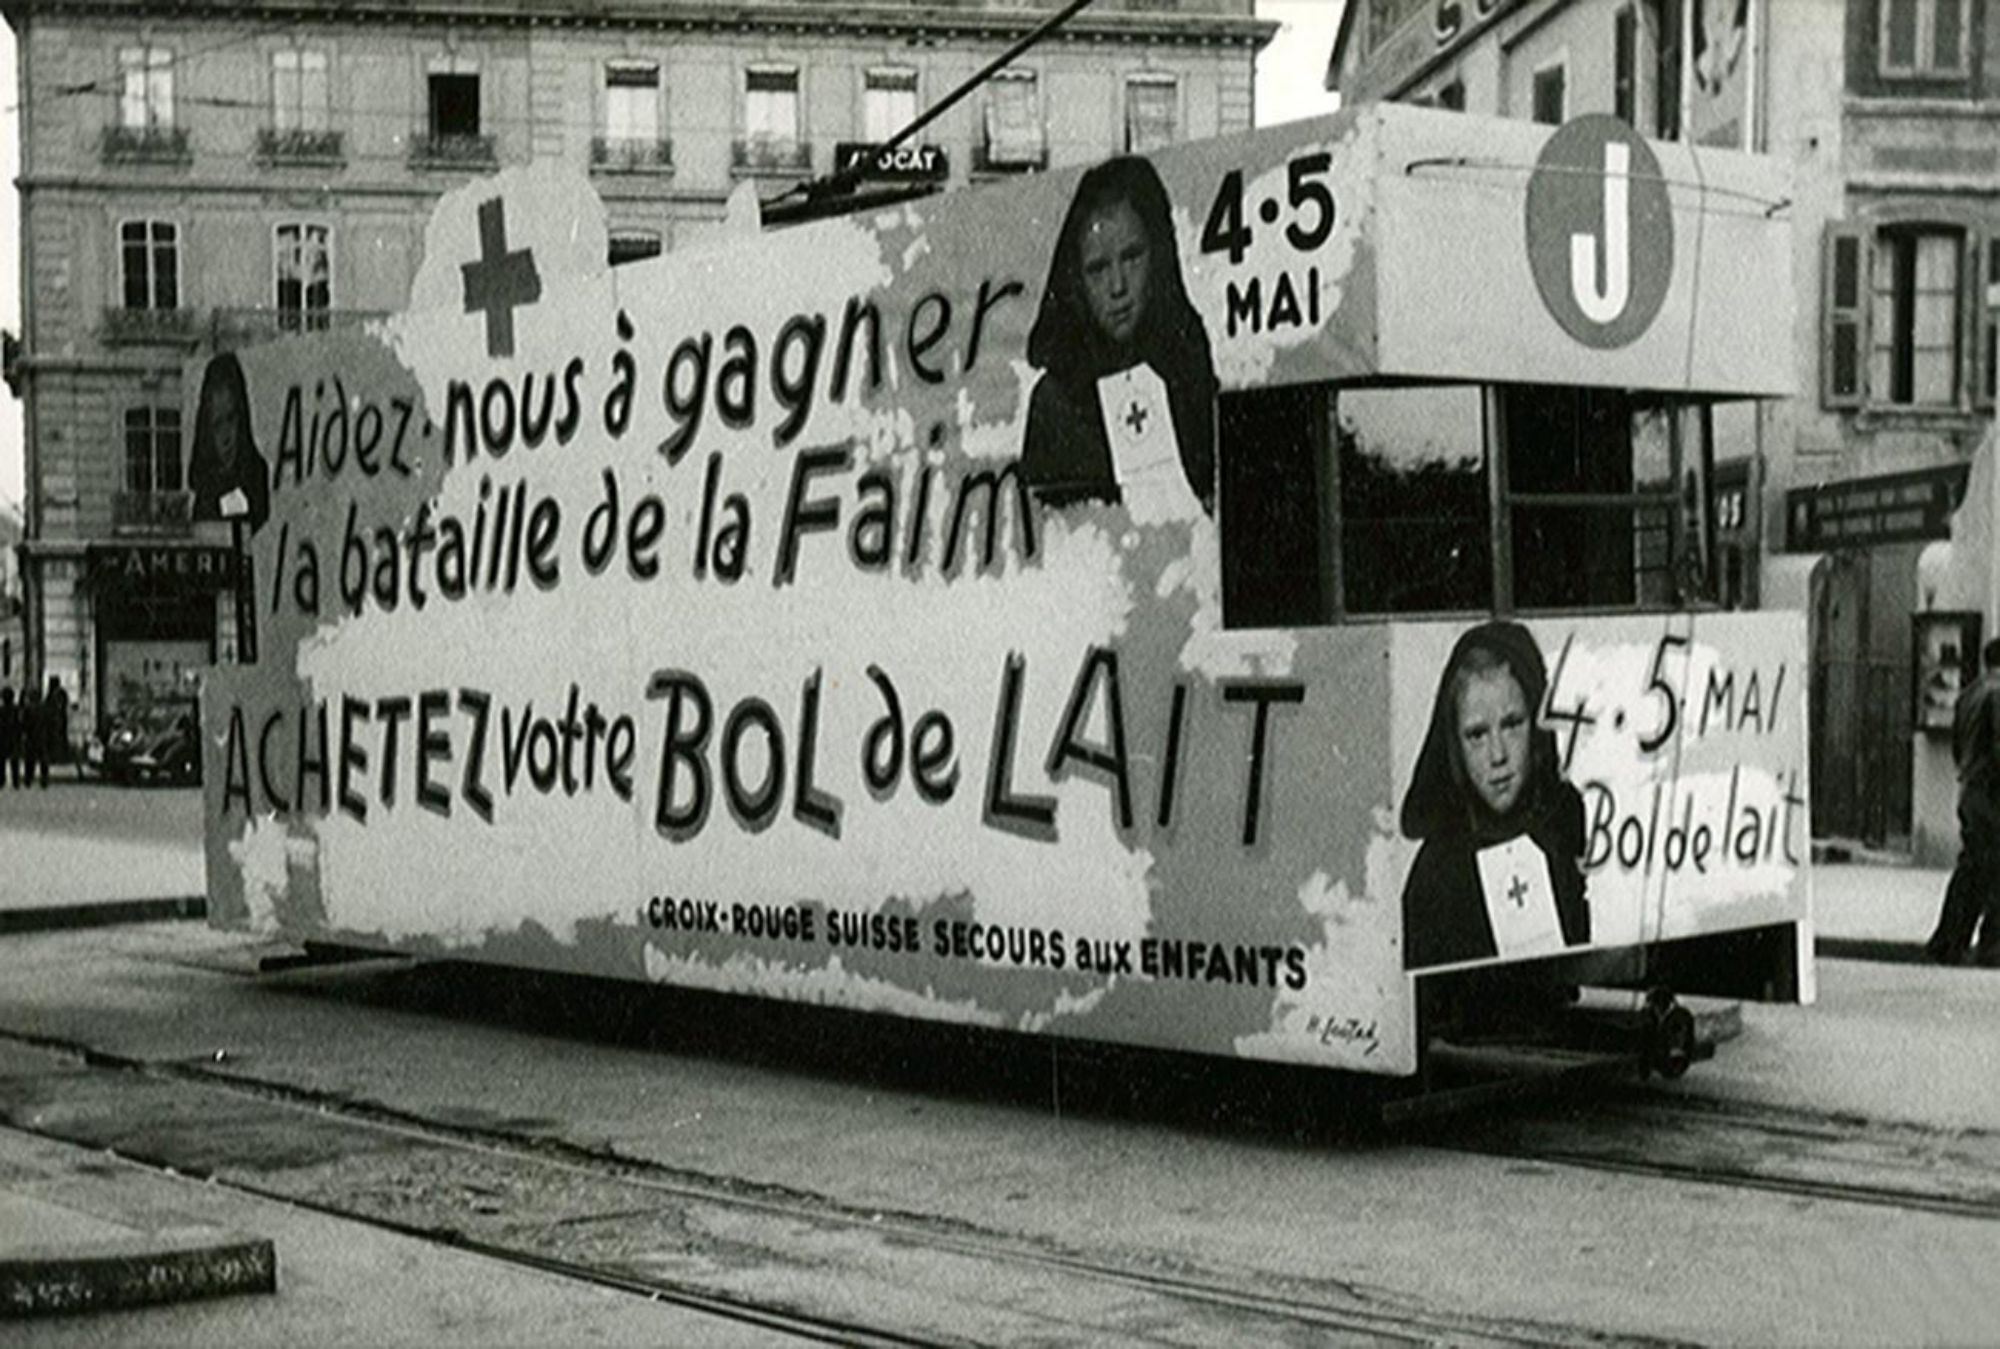 AVOCAT
4·5
MAI
J
Aidez-nous à gagner
la bataille de la Faim
AMERI
ACHETEZ votre BOL de LAIT
4.5. MAI
Bol de lait
CROIX-ROUGE SUISSE SECOURS aux ENFANTS